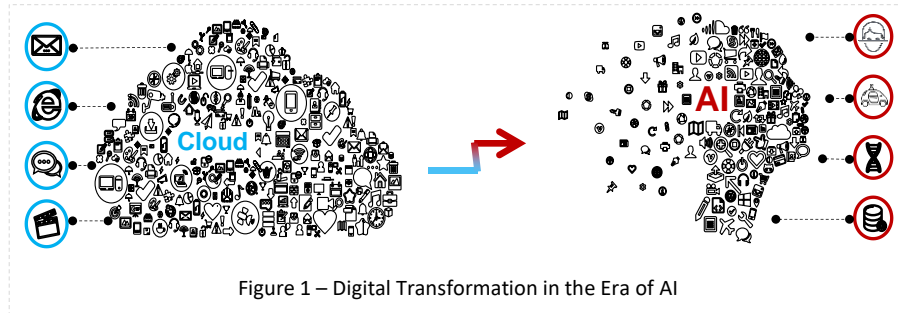 Cloud
AI
Figure 1 – Digital Transformation in the Era of AI